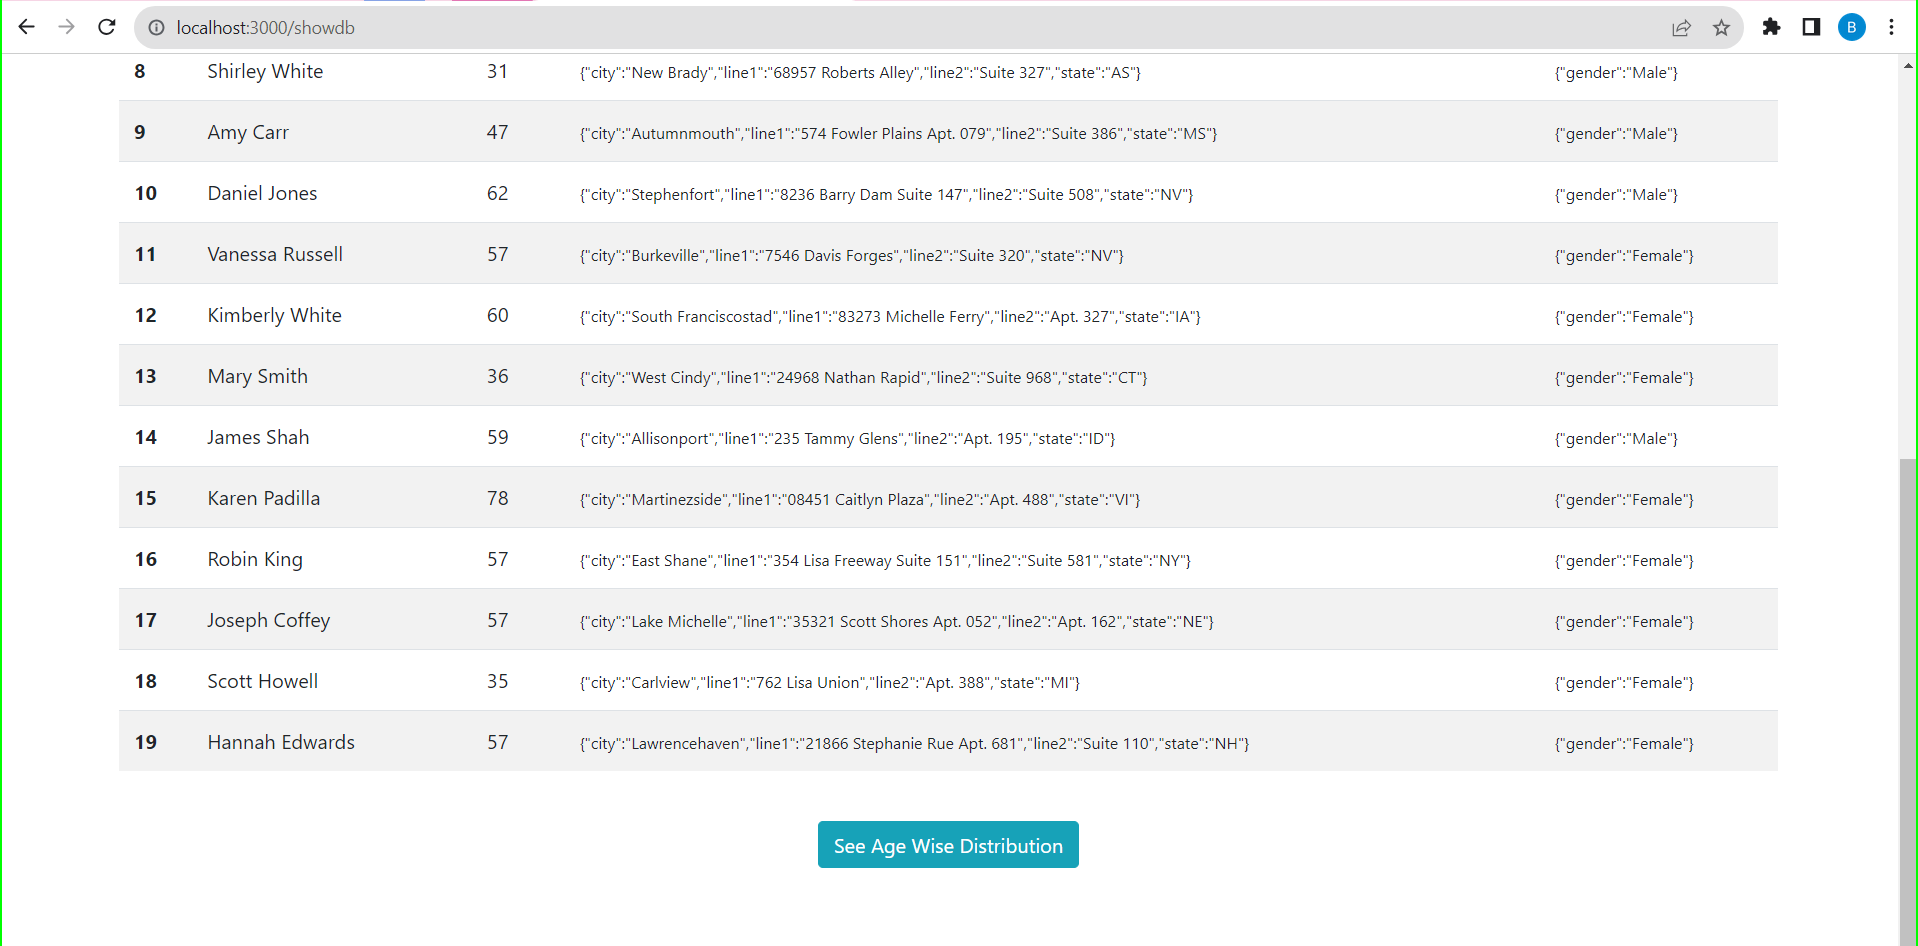 localhost:3000/showdb
B
8 Shirley White 31 {"city":"New Brady","line1":"68957 Roberts Alley","line2":"Suite 327","state":"AS"} {"gender":"Male"}
9 Amy Carr 47 {"city":"Autumnmouth","line1":"574 Fowler Plains Apt. 079","line2":"Suite 386","state":"MS"} {"gender":"Male"}
10 Daniel Jones 62 {"city":"Stephenfort","line1":"8236 Barry Dam Suite 147","line2":"Suite 508","state":"NV"} {"gender":"Male"}
11 Vanessa Russell 57 {"city":"Burkeville","line1":"7546 Davis Forges","line2":"Suite 320","state":"NV"} {"gender":"Female"}
12 Kimberly White 60 {"city":"South Franciscostad","line1":"83273 Michelle Ferry","line2":"Apt. 327","state":"IA"} {"gender":"Female"}
13 Mary Smith 36 {"city":"West Cindy","line1":"24968 Nathan Rapid","line2":"Suite 968","state":"CT"} {"gender":"Female"}
14 James Shah 59 {"city":"Allisonport","line1":"235 Tammy Glens","line2":"Apt. 195","state":"ID"} {"gender":"Male"}
15 Karen Padilla 78 {"city":"Martinezside","line1":"08451 Caitlyn Plaza","line2":"Apt. 488","state":"VI"} {"gender":"Female"}
16 Robin King 57 {"city":"East Shane","line1":"354 Lisa Freeway Suite 151","line2":"Suite 581","state":"NY"} {"gender":"Female"}
17 Joseph Coffey 57 {"city":"Lake Michelle","line1":"35321 Scott Shores Apt. 052","line2":"Apt. 162","state":"NE"} {"gender":"Female"}
18 Scott Howell 35 {"city":"Carlview","line1":"762 Lisa Union","line2":"Apt. 388","state":"MI"} {"gender":"Female"}
19 Hannah Edwards 57 {"city":"Lawrencehaven","line1":"21866 Stephanie Rue Apt. 681","line2":"Suite 110","state":"NH"} {"gender":"Female"}
See Age Wise Distribution